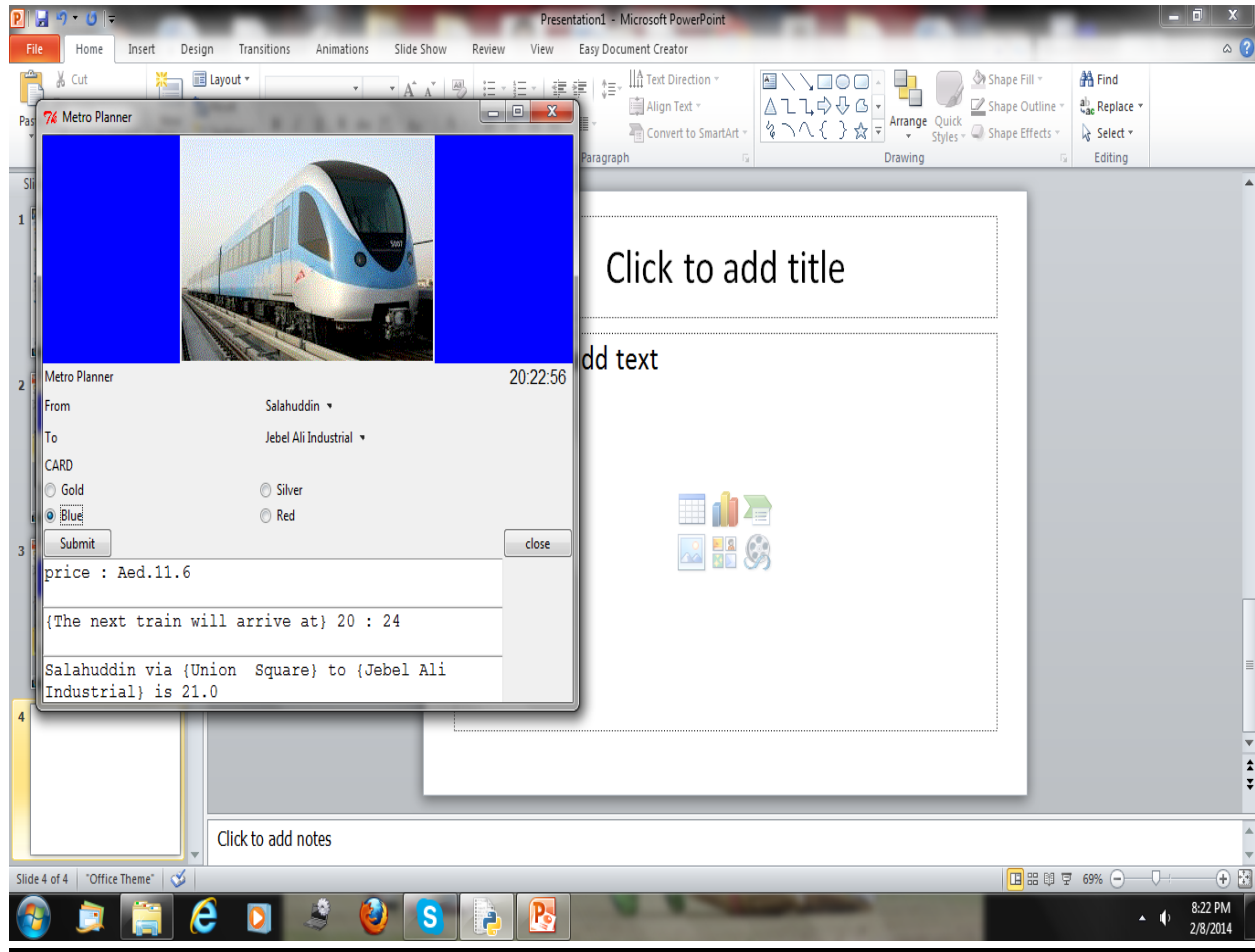 Presentation1 - Microsoft PowerPoint
File Home Insert Design Transitions Animations Slide Show Review View Easy Document Creator
Cut
Layout
Text Direction
Align Text
Convert to SmartArt
Paragraph
Arrange
Quick Styles
Shape Fill
Shape Outline
Shape Effects
Drawing
Find
Replace
Select
Editing
Metro Planner
5007
Metro Planner 20:22:56
From Salahuddin
To Jebel Ali Industrial
CARD
Gold Silver
Blue Red
Submit close
price : Aed.11.6
{The next train will arrive at} 20 : 24
Salahuddin via {Union Square} to {Jebel Ali
Industrial} is 21.0
1
2
3
4
Click to add title
dd text
Click to add notes
Slide 4 of 4 "Office Theme" 69%
8:22 PM
2/8/2014